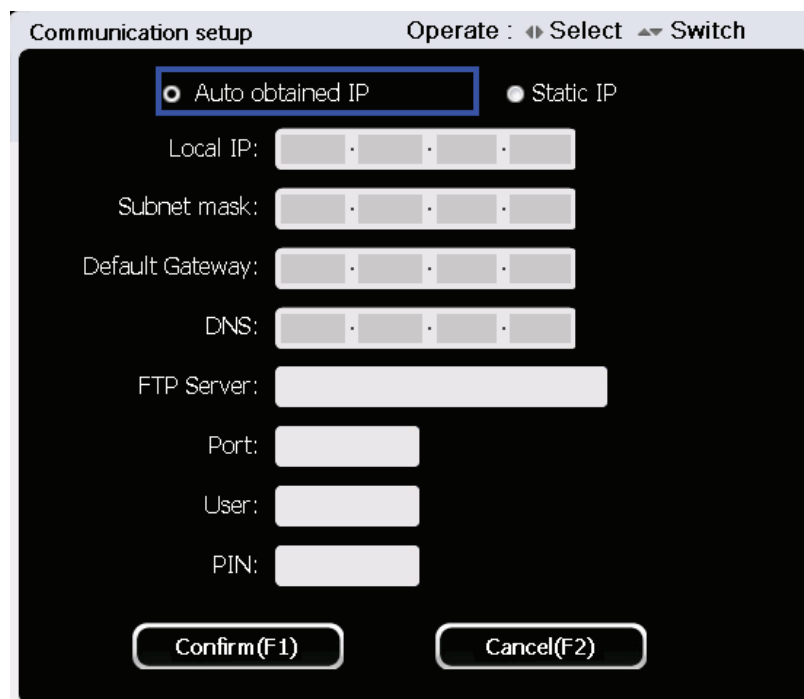 Communication setup Operate : Select Switch
Auto obtained IP Static IP
Local IP: . . .
Subnet mask: . . .
Default Gateway: . . .
DNS: . . .
FTP Server:
Port:
User:
PIN:
Confirm(F1) Cancel(F2)